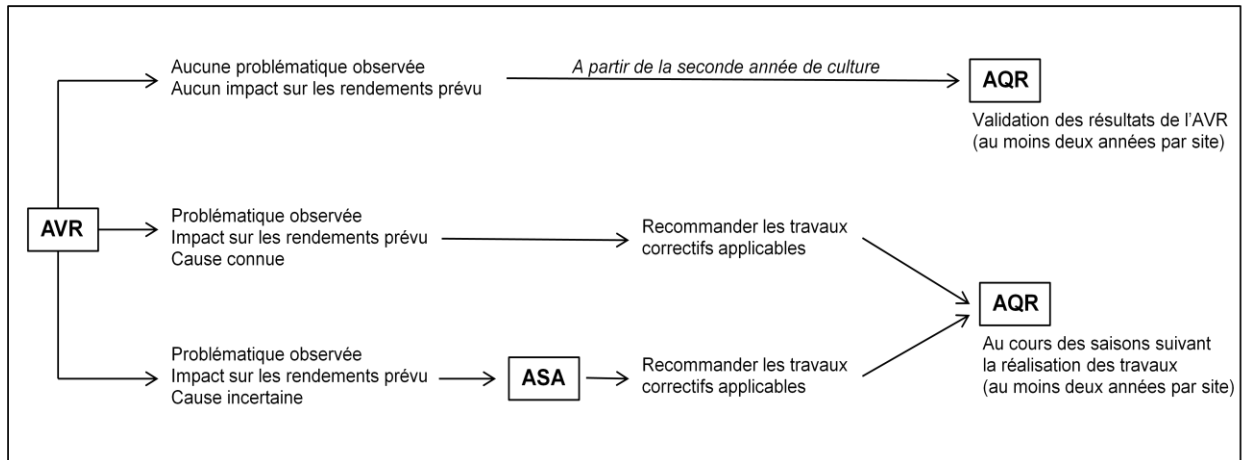 Aucune problématique observée
Aucun impact sur les rendements prévu
A partir de la seconde année de culture
AQR
Validation des résultats de l'AVR
(au moins deux années par site)
AVR
Problématique observée
Impact sur les rendements prévu
Cause connue
Recommander les travaux
correctifs applicables
AQR
Au cours des saisons suivant
la réalisation des travaux
(au moins deux années par site)
Problématique observée
Impact sur les rendements prévu
Cause incertaine
ASA
Recommander les travaux
correctifs applicables